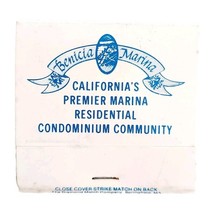 Benicia Marina
CALIFORNIA'S
PREMIER MARINA
RESIDENTIAL
CONDOMINIUM COMMUNITY
CLOSE COVER STRIKE MATCH ON BACK